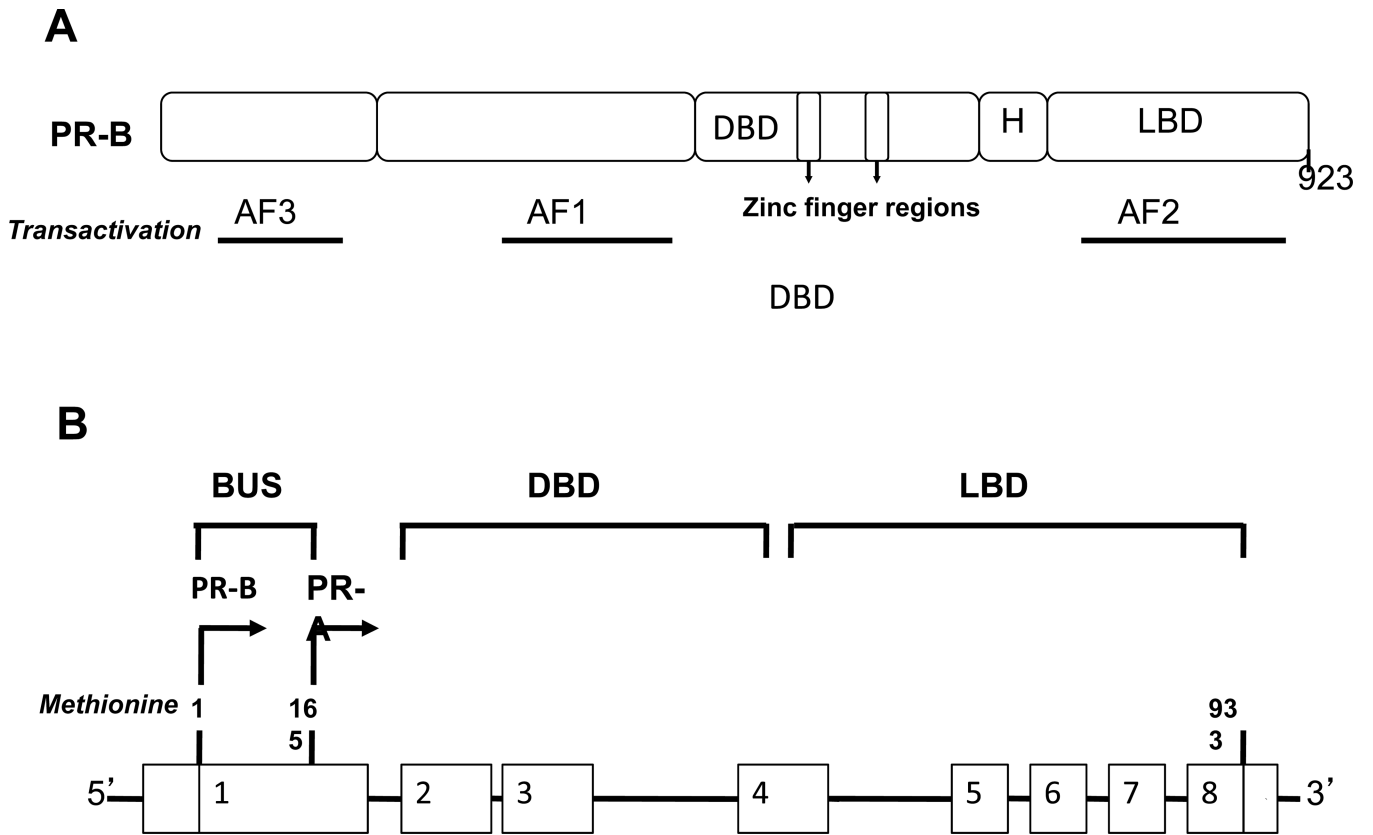 A
PR-B
DBD
H
LBD
923
Zinc finger regions
Transactivation
AF3
AF1
AF2
DBD
B
BUS
DBD
LBD
PR-B
PR-
A
Methionine
1
16
5
93
3
5’
1
2
3
4
5
6
7
8
3’